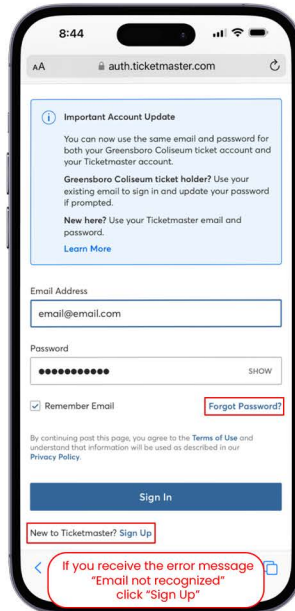 8:44
AA auth.ticketmaster.com
Important Account Update
You can now use the same email and password for
both your Greensboro Coliseum ticket account and
your Ticketmaster account.
Greensboro Coliseum ticket holder? Use your
existing email to sign in and update your password
if prompted.
New here? Use your Ticketmaster email and
password.
Learn More
Email Address
email@email.com
Password
●●●●●●●●●●● SHOW
Remember Email Forgot Password?
By continuing past this page, you agree to the Terms of Use and
understand that information will be used as described in our
Privacy Policy.
Sign In
New to Ticketmaster? Sign Up
If you receive the error message
“Email not recognized”
click “Sign Up”